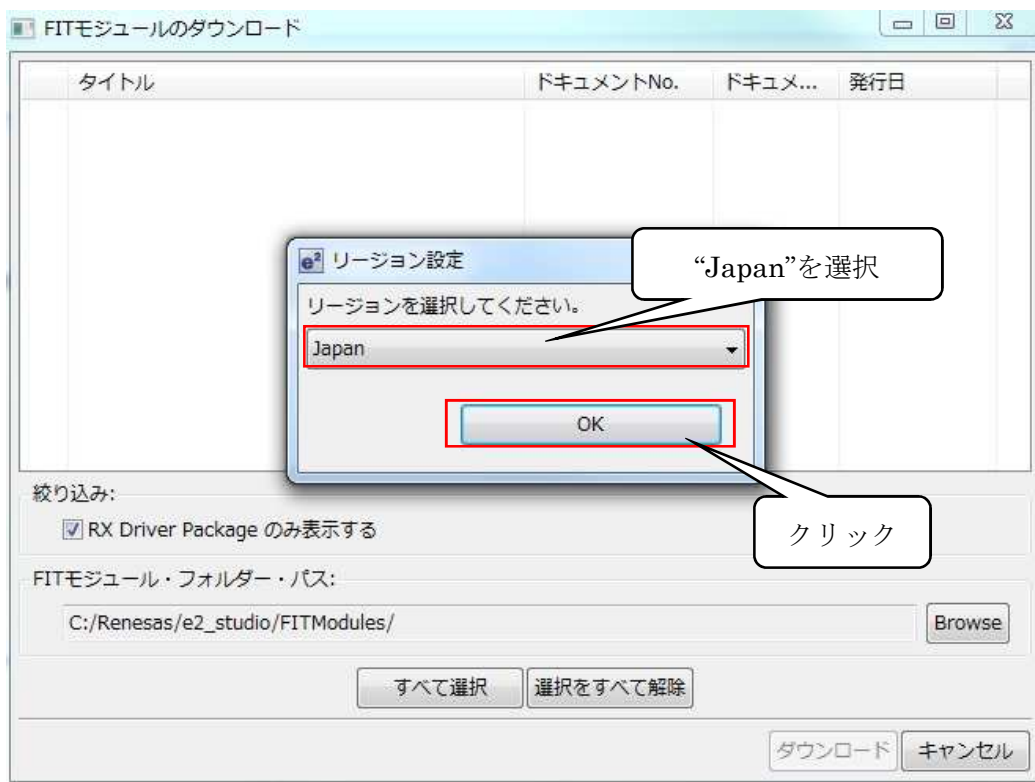 FITモジュールのダウンロード
タイトル ドキュメントNo. ドキュメ... 発行日
e² リージョン設定
“Japan”を選択
リージョンを選択してください。
Japan
OK
クリック
絞り込み:
RX Driver Package のみ表示する
FITモジュール・フォルダー・パス:
C:/Renesas/e2_studio/FITModules/ Browse
すべて選択 選択をすべて解除
ダウンロード キャンセル